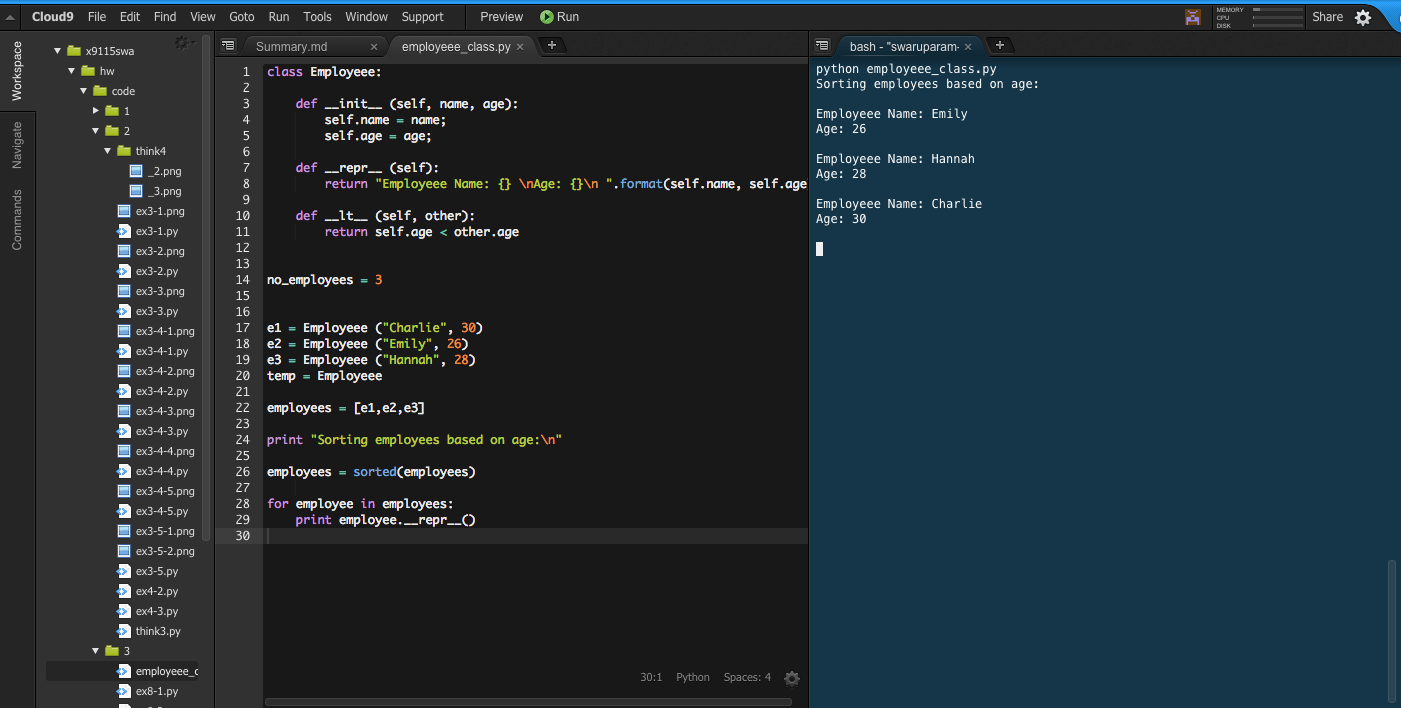 Cloud9 File Edit Find View Goto Run Tools Window Support Preview Run MEMORY CPU DISK Share
Workspace
Navigate
Commands
x9115swa
hw
code
1
2
think4
_2.png
_3.png
ex3-1.png
ex3-1.py
ex3-2.png
ex3-2.py
ex3-3.png
ex3-3.py
ex3-4-1.png
ex3-4-1.py
ex3-4-2.png
ex3-4-2.py
ex3-4-3.png
ex3-4-3.py
ex3-4-4.png
ex3-4-4.py
ex3-4-5.png
ex3-4-5.py
ex3-5-1.png
ex3-5-2.png
ex3-5.py
ex4-2.py
ex4-3.py
think3.py
3
employeee_c
ex8-1.py
Summary.md employeee_class.py
1 class Employeee:
2
3 def __init__ (self, name, age):
4 self.name = name;
5 self.age = age;
6
7 def __repr__ (self):
8 return "Employeee Name: {} \nAge: {}\n ".format(self.name, self.age
9
10 def __lt__ (self, other):
11 return self.age < other.age
12
13
14 no_employees = 3
15
16
17 e1 = Employeee ("Charlie", 30)
18 e2 = Employeee ("Emily", 26)
19 e3 = Employeee ("Hannah", 28)
20 temp = Employeee
21
22 employees = [e1,e2,e3]
23
24 print "Sorting employees based on age:\n"
25
26 employees = sorted(employees)
27
28 for employee in employees:
29 print employee.__repr__()
30
30:1 Python Spaces: 4
bash - "swaruparam-
python employeee_class.py
Sorting employees based on age:
Employeee Name: Emily
Age: 26
Employeee Name: Hannah
Age: 28
Employeee Name: Charlie
Age: 30